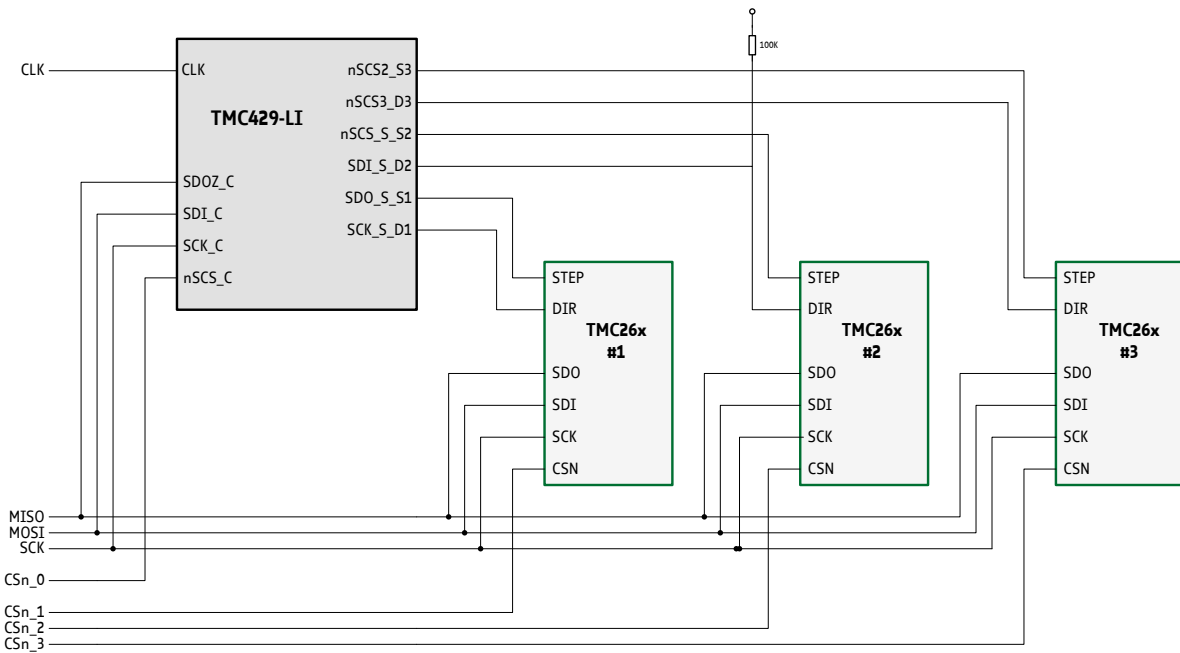 100K
CLK
CLK
nSCS2_S3
nSCS3_D3
TMC429-LI
nSCS_S_S2
SDI_S_D2
SDOZ_C
SDO_S_S1
SDI_C
SCK_S_D1
SCK_C
nSCS_C
STEP
DIR
TMC26x
#1
SDO
SDI
SCK
CSN
STEP
DIR
TMC26x
#2
SDO
SDI
SCK
CSN
STEP
DIR
TMC26x
#3
SDO
SDI
SCK
CSN
MISO
MOSI
SCK
CSn_0
CSn_1
CSn_2
CSn_3